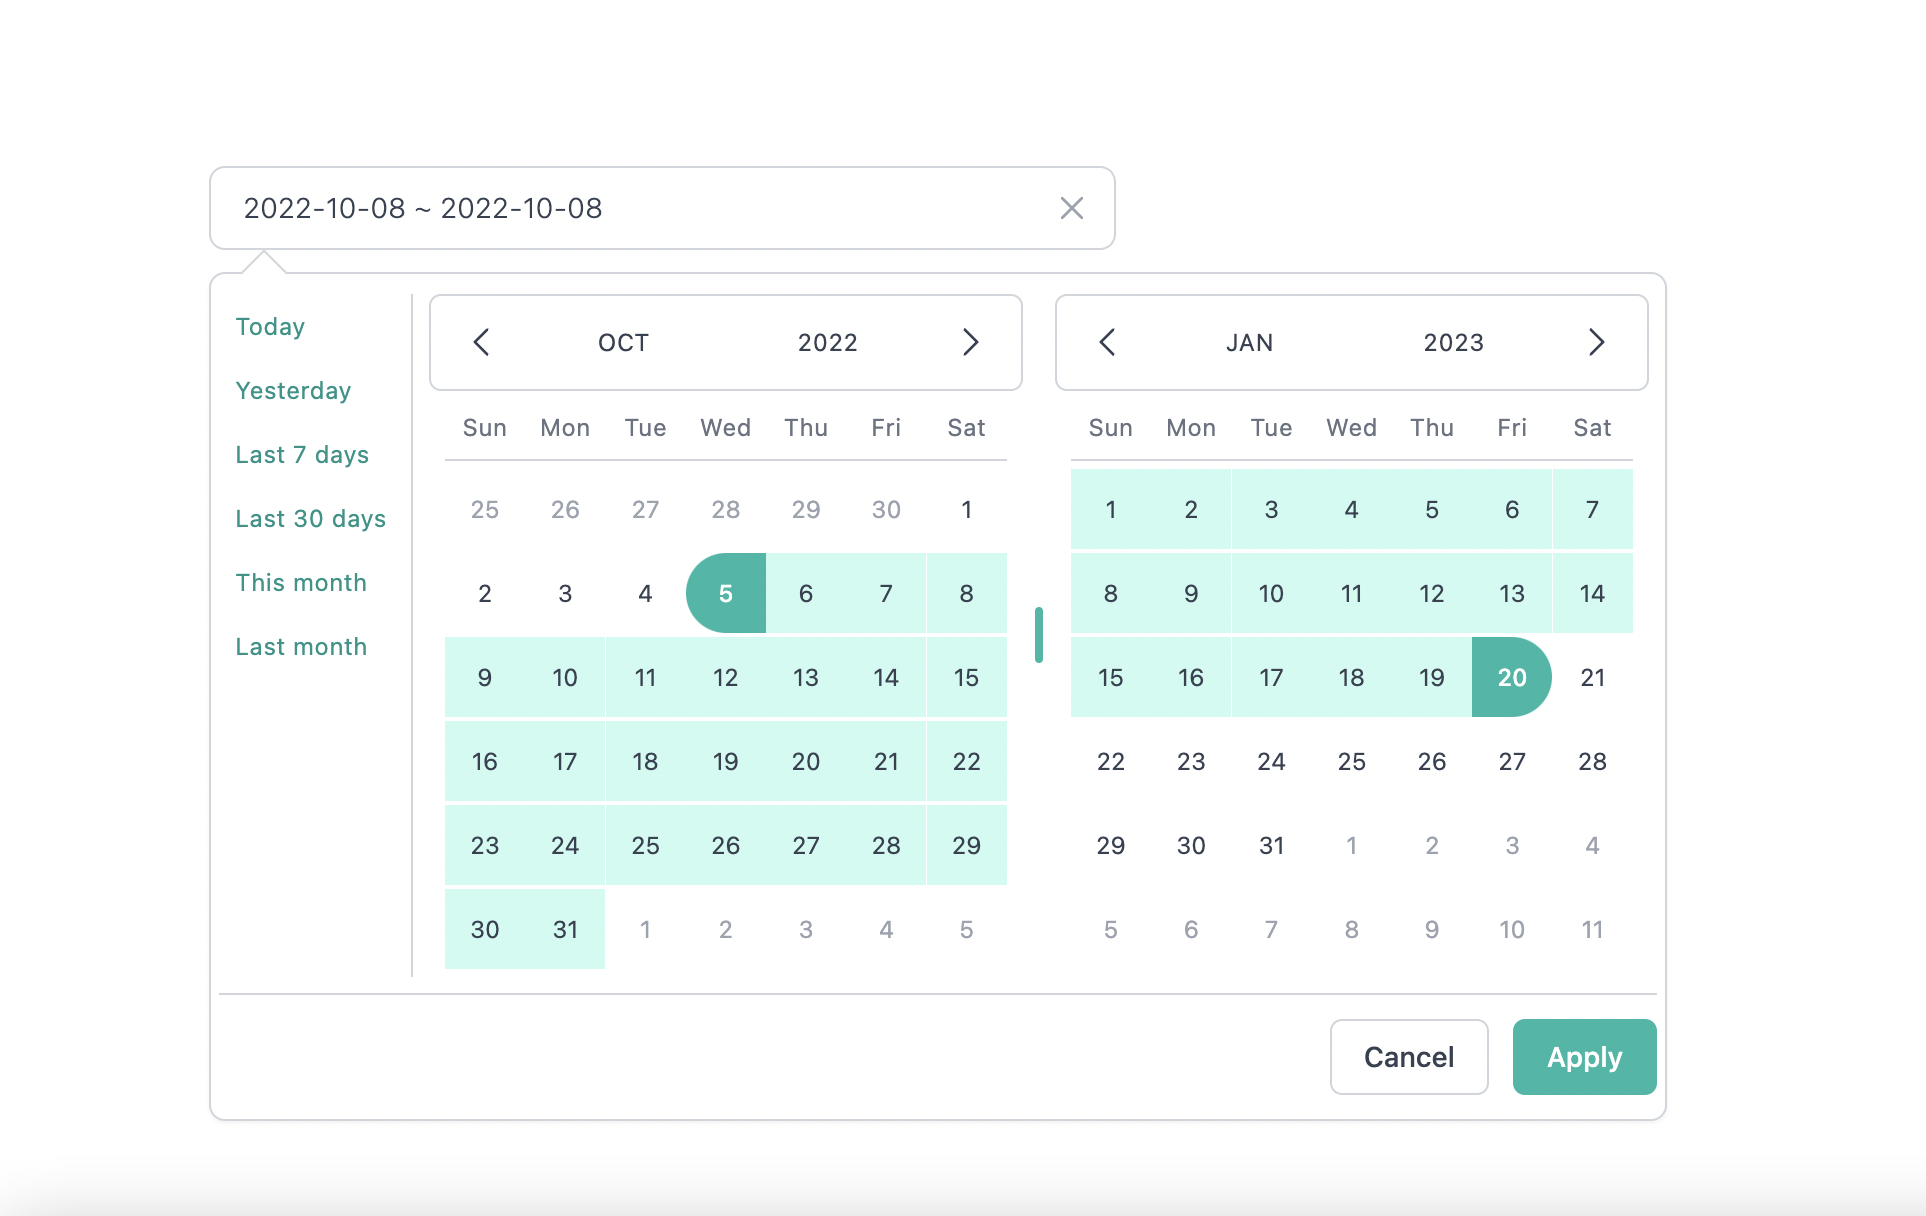 2022-10-08 ~ 2022-10-08
Today
Yesterday
Last 7 days
Last 30 days
This month
Last month
OCT 2022
Sun Mon Tue Wed Thu Fri Sat
25 26 27 28 29 30 1
2 3 4 5 6 7 8
9 10 11 12 13 14 15
16 17 18 19 20 21 22
23 24 25 26 27 28 29
30 31 1 2 3 4 5
JAN 2023
Sun Mon Tue Wed Thu Fri Sat
1 2 3 4 5 6 7
8 9 10 11 12 13 14
15 16 17 18 19 20 21
22 23 24 25 26 27 28
29 30 31 1 2 3 4
5 6 7 8 9 10 11
Cancel Apply